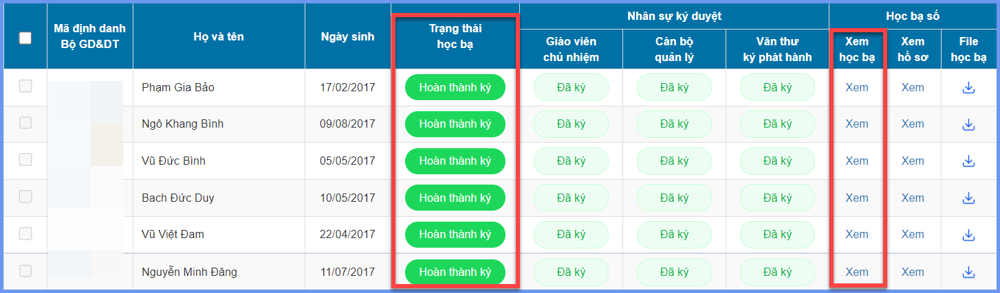 Mã định danh
Bộ GD&DT
Họ và tên
Ngày sinh
Trạng thái
học bạ
Nhân sự ký duyệt
Học bạ số
Giáo viên
chủ nhiệm
Cán bộ
quản lý
Văn thư
ký phát hành
Xem
học bạ
Xem
hồ sơ
File
học bạ
Phạm Gia Bảo 17/02/2017 Hoàn thành ký Đã ký Đã ký Đã ký Xem Xem
Ngô Khang Bình 09/08/2017 Hoàn thành ký Đã ký Đã ký Đã ký Xem Xem
Vũ Đức Bình 05/05/2017 Hoàn thành ký Đã ký Đã ký Đã ký Xem Xem
Bach Đức Duy 10/05/2017 Hoàn thành ký Đã ký Đã ký Đã ký Xem Xem
Vũ Việt Đam 22/04/2017 Hoàn thành ký Đã ký Đã ký Đã ký Xem Xem
Nguyễn Minh Đăng 11/07/2017 Hoàn thành ký Đã ký Đã ký Đã ký Xem Xem